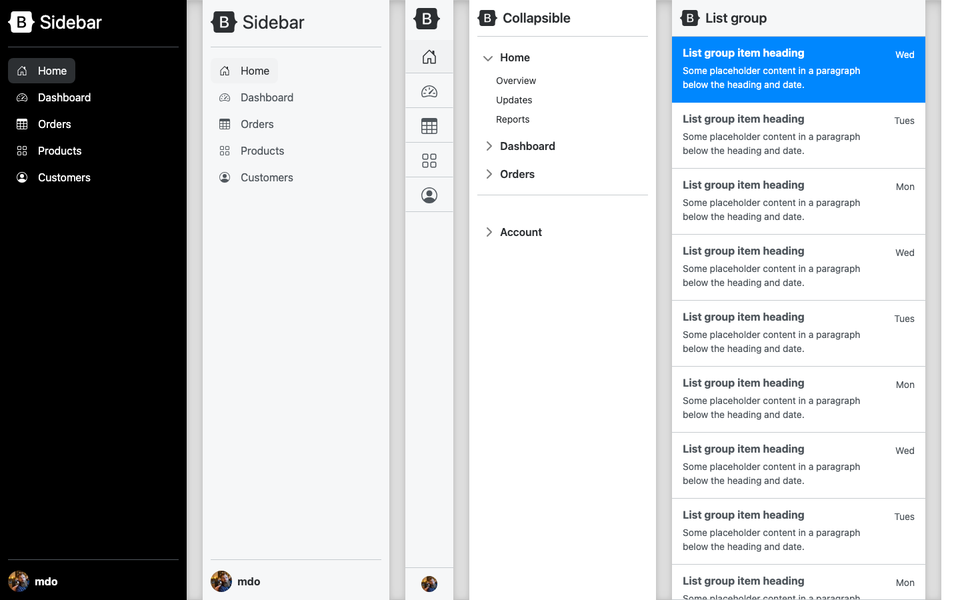 B Sidebar
Home
Dashboard
Orders
Products
Customers
mdo
B Sidebar
Home
Dashboard
Orders
Products
Customers
mdo
B
B Collapsible
Home
Overview
Updates
Reports
Dashboard
Orders
Account
B List group
List group item heading Wed
Some placeholder content in a paragraph
below the heading and date.
List group item heading Tues
Some placeholder content in a paragraph
below the heading and date.
List group item heading Mon
Some placeholder content in a paragraph
below the heading and date.
List group item heading Wed
Some placeholder content in a paragraph
below the heading and date.
List group item heading Tues
Some placeholder content in a paragraph
below the heading and date.
List group item heading Mon
Some placeholder content in a paragraph
below the heading and date.
List group item heading Wed
Some placeholder content in a paragraph
below the heading and date.
List group item heading Tues
Some placeholder content in a paragraph
below the heading and date.
List group item heading Mon
Some placeholder content in a paragraph